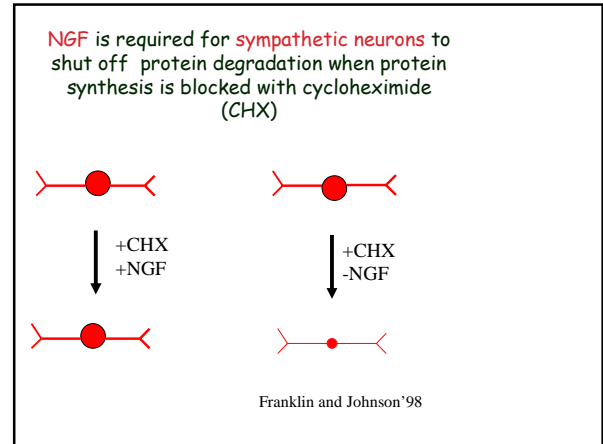 NGF is required for sympathetic neurons to
shut off protein degradation when protein
synthesis is blocked with cycloheximide
(CHX)
+CHX
+NGF
+CHX
-NGF
Franklin and Johnson'98